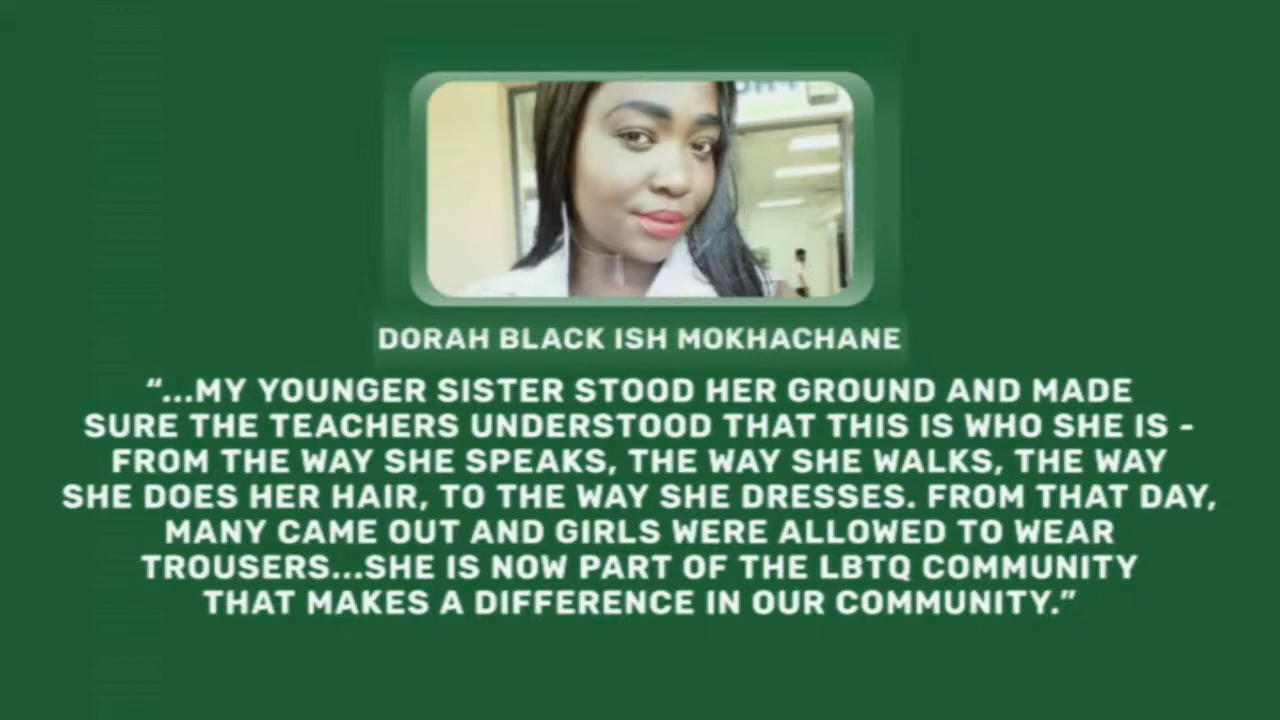 DORAH BLACK ISH MOKHACHANE
“...MY YOUNGER SISTER STOOD HER GROUND AND MADE
SURE THE TEACHERS UNDERSTOOD THAT THIS IS WHO SHE IS -
FROM THE WAY SHE SPEAKS, THE WAY SHE WALKS, THE WAY
SHE DOES HER HAIR, TO THE WAY SHE DRESSES. FROM THAT DAY,
MANY CAME OUT AND GIRLS WERE ALLOWED TO WEAR
TROUSERS...SHE IS NOW PART OF THE LBTQ COMMUNITY
THAT MAKES A DIFFERENCE IN OUR COMMUNITY.”